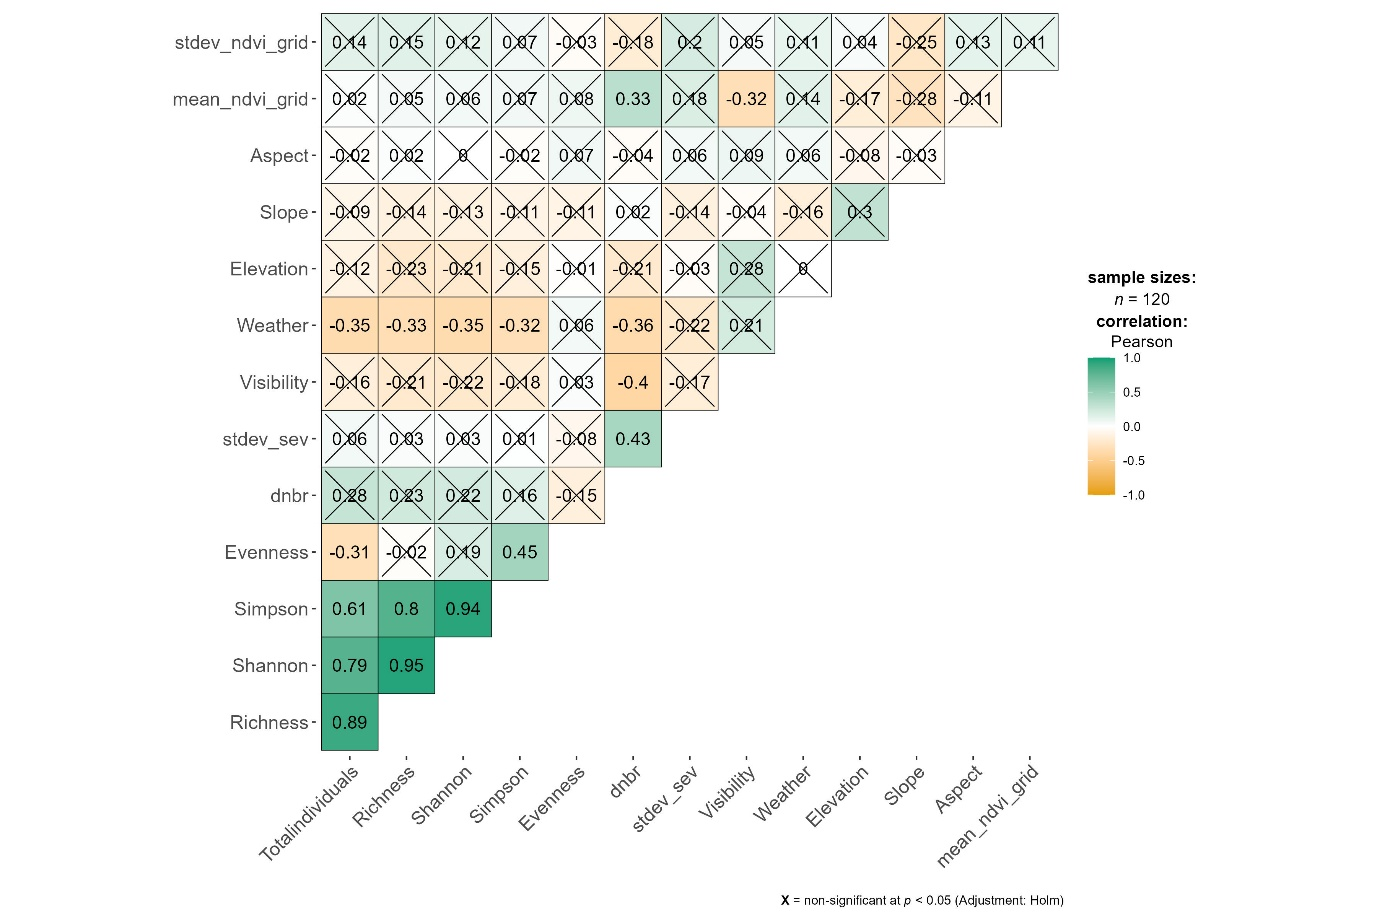 stdev_ndvi_grid 0.14 0.15 0.12 0.07 -0.03 -0.18 0.2 0.05 0.11 0.04 -0.25 0.13 0.11
mean_ndvi_grid 0.02 0.05 0.06 0.07 0.08 0.33 0.18 -0.32 0.14 -0.17 -0.28 -0.11
Aspect -0.02 0.02 0 -0.02 0.07 -0.04 0.06 0.09 0.06 -0.08 -0.03
Slope -0.09 -0.14 -0.13 -0.11 -0.11 0.02 -0.14 -0.04 -0.16 0.3
Elevation -0.12 -0.23 -0.21 -0.15 -0.01 -0.21 -0.03 0.28 0
Weather -0.35 -0.33 -0.35 -0.32 0.06 -0.36 -0.22 0.21
Visibility -0.16 -0.21 -0.22 -0.18 0.03 -0.4 -0.17
stdev_sev 0.06 0.03 0.03 0.01 -0.08 0.43
dnbr 0.28 0.23 0.22 0.16 -0.15
Evenness -0.31 -0.02 0.19 0.45
Simpson 0.61 0.8 0.94
Shannon 0.79 0.95
Richness 0.89
Totalindividuals Richness Shannon Simpson Evenness dnbr stdev_sev Visibility Weather Elevation Slope Aspect mean_ndvi_grid
sample sizes:
n = 120
correlation:
Pearson
1.0
0.5
0.0
-0.5
-1.0
X = non-significant at p < 0.05 (Adjustment: Holm)